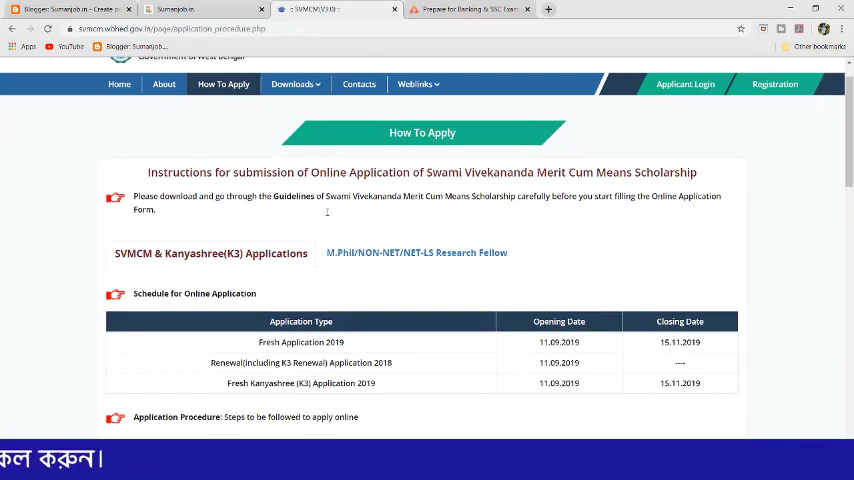 Blogger: Sumanjob.in - Create p
Sumanjob.in
:: SVMCM(V3.0) ::
Prepare for Banking & SSC Exam
svmcm.wbhed.gov.in/page/application_procedure.php
Apps
YouTube
Blogger: Sumanjob....
Other bookmarks
Government of West Bengal
Home
About
How To Apply
Downloads
Contacts
Weblinks
Applicant Login
Registration
How To Apply
Instructions for submission of Online Application of Swami Vivekananda Merit Cum Means Scholarship
Please download and go through the Guidelines of Swami Vivekananda Merit Cum Means Scholarship carefully before you start filling the Online Application
Form.
SVMCM & Kanyashree(K3) Applications
M.Phil/NON-NET/NET-LS Research Fellow
Schedule for Online Application
Application Type Opening Date Closing Date
Fresh Application 2019 11.09.2019 15.11.2019
Renewal(including K3 Renewal) Application 2018 11.09.2019 ----
Fresh Kanyashree (K3) Application 2019 11.09.2019 15.11.2019
Application Procedure: Steps to be followed to apply online
কল করুন।